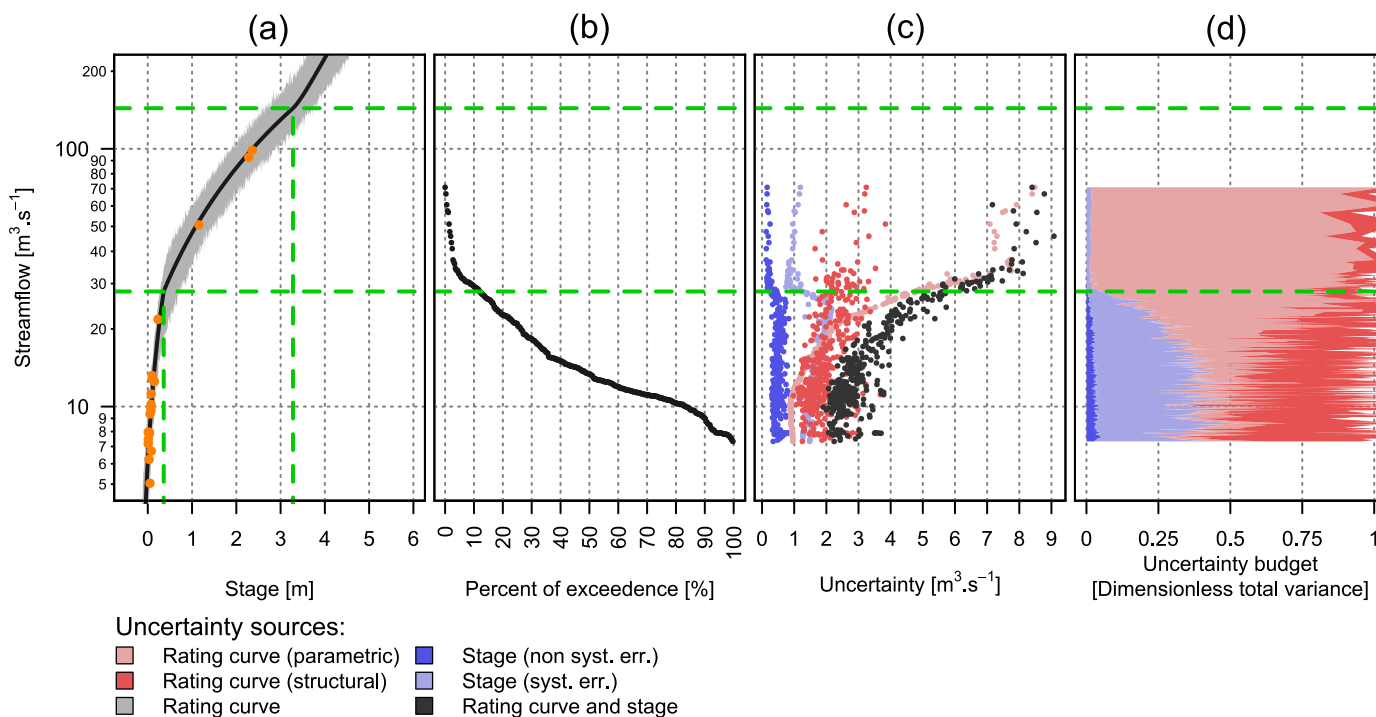 (a) (b) (c) (d)
Streamflow [m³.s⁻¹]
200
100
90
80
70
60
50
40
30
20
10
9
8
7
6
5
0 1 2 3 4 5 6
0 10 20 30 40 50 60 70 80 90 100
0 1 2 3 4 5 6 7 8 9
0 0.25 0.5 0.75 1
Stage [m]
Percent of exceedence [%]
Uncertainty [m³.s⁻¹]
Uncertainty budget
[Dimensionless total variance]
Uncertainty sources:
Rating curve (parametric)
Rating curve (structural)
Rating curve
Stage (non syst. err.)
Stage (syst. err.)
Rating curve and stage